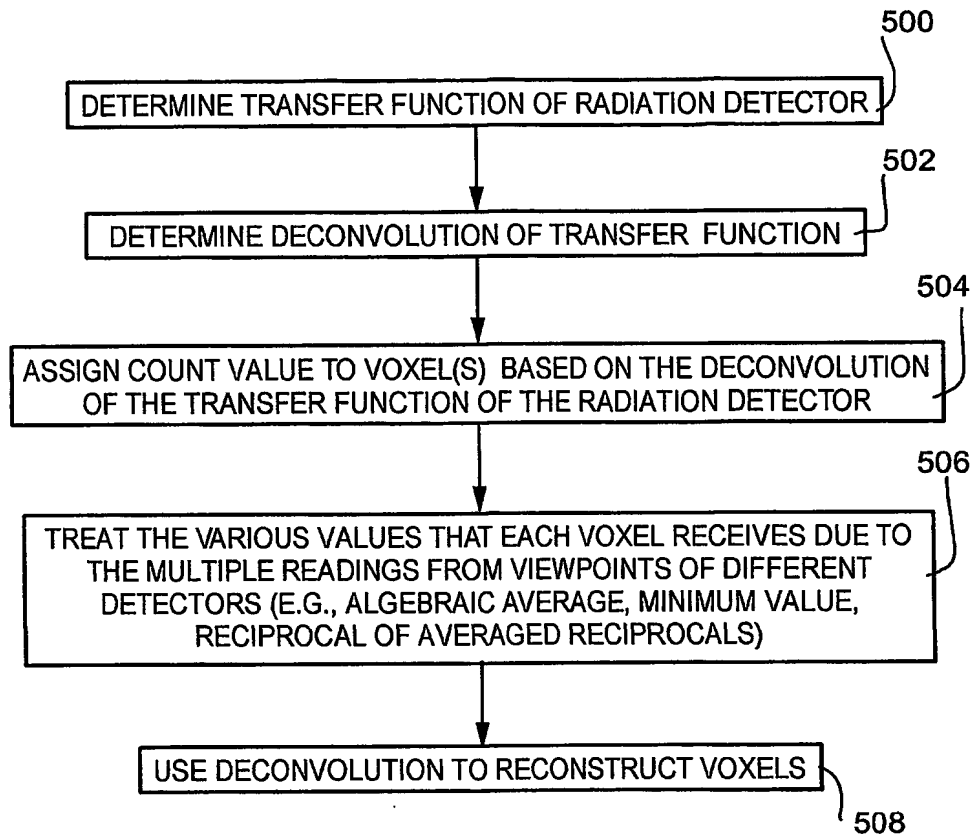 500
DETERMINE TRANSFER FUNCTION OF RADIATION DETECTOR
502
DETERMINE DECONVOLUTION OF TRANSFER FUNCTION
504
ASSIGN COUNT VALUE TO VOXEL(S) BASED ON THE DECONVOLUTION
OF THE TRANSFER FUNCTION OF THE RADIATION DETECTOR
506
TREAT THE VARIOUS VALUES THAT EACH VOXEL RECEIVES DUE TO
THE MULTIPLE READINGS FROM VIEWPOINTS OF DIFFERENT
DETECTORS (E.G., ALGEBRAIC AVERAGE, MINIMUM VALUE,
RECIPROCAL OF AVERAGED RECIPROCALS)
USE DECONVOLUTION TO RECONSTRUCT VOXELS
508